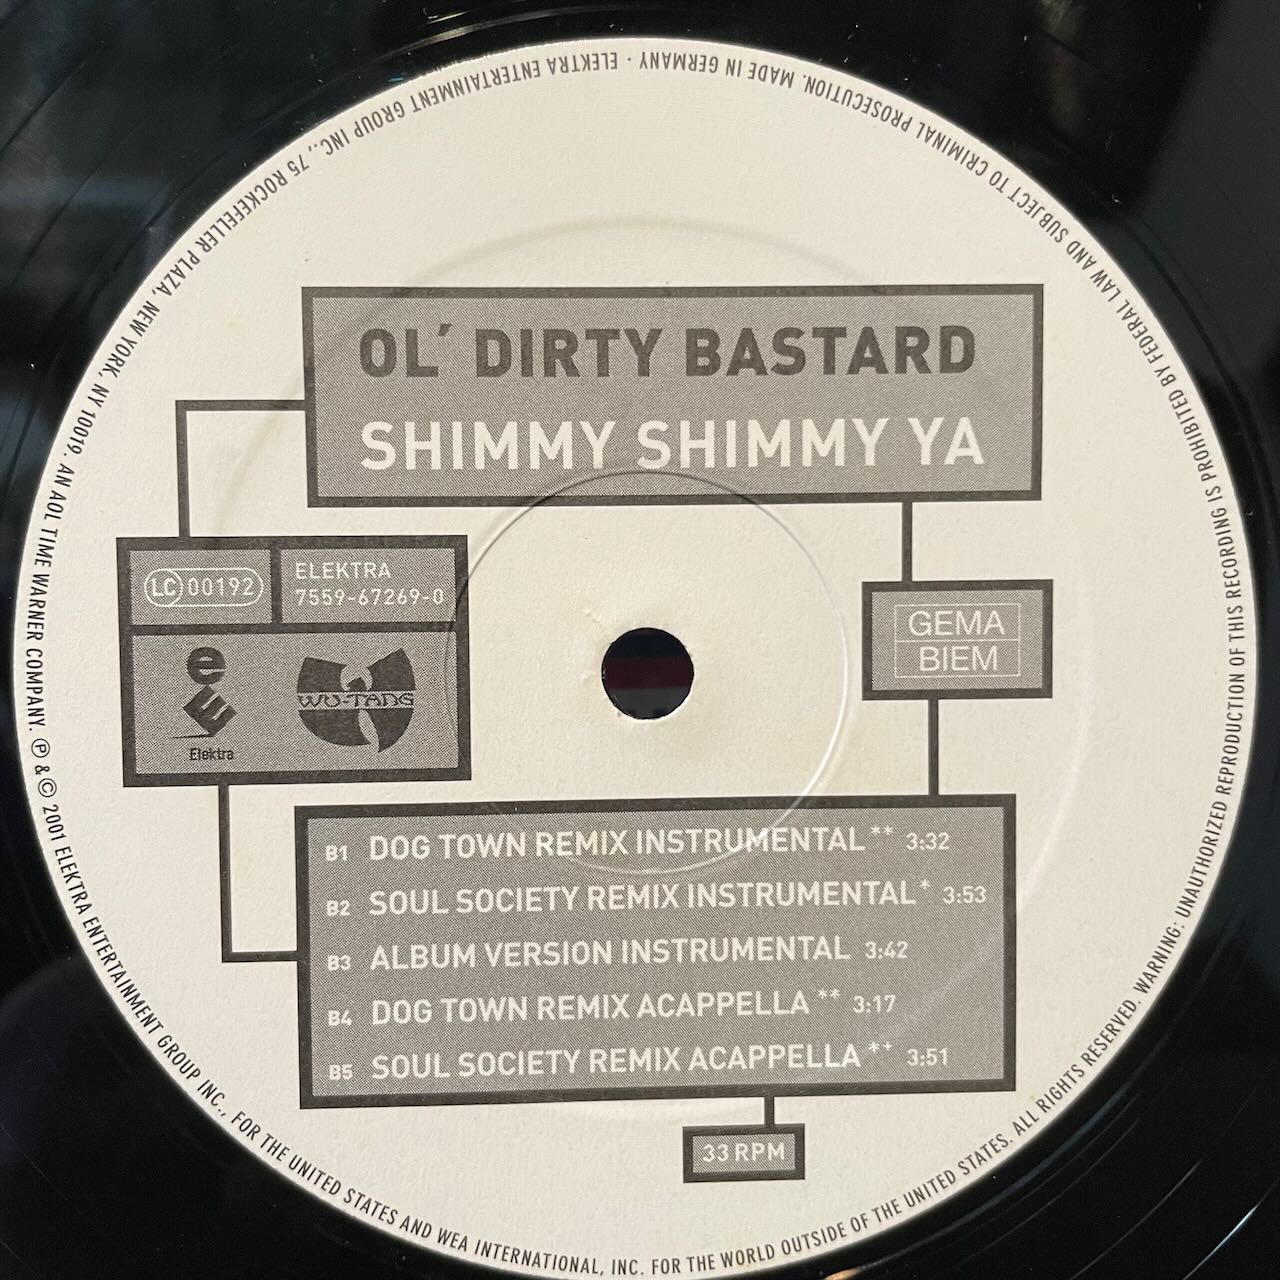 OL' DIRTY BASTARD
SHIMMY SHIMMY YA
LC 00192
ELEKTRA
7559-67269-0
Elektra
WU-TANG
GEMA
BIEM
B1 DOG TOWN REMIX INSTRUMENTAL ** 3:32
B2 SOUL SOCIETY REMIX INSTRUMENTAL* 3:53
B3 ALBUM VERSION INSTRUMENTAL 3:42
B4 DOG TOWN REMIX ACAPPELLA ** 3:17
B5 SOUL SOCIETY REMIX ACAPPELLA *+ 3:51
33 RPM
ELEKTRA ENTERTAINMENT GROUP INC., 75 ROCKEFELLER PLAZA, NEW YORK, NY 10019. AN AOL TIME WARNER COMPANY. ℗ & © 2001 ELEKTRA ENTERTAINMENT GROUP INC., FOR THE UNITED STATES AND WEA INTERNATIONAL, INC. FOR THE WORLD OUTSIDE OF THE UNITED STATES. ALL RIGHTS RESERVED. WARNING: UNAUTHORIZED REPRODUCTION OF THIS RECORDING IS PROHIBITED BY FEDERAL LAW AND SUBJECT TO CRIMINAL PROSECUTION. MADE IN GERMANY ·